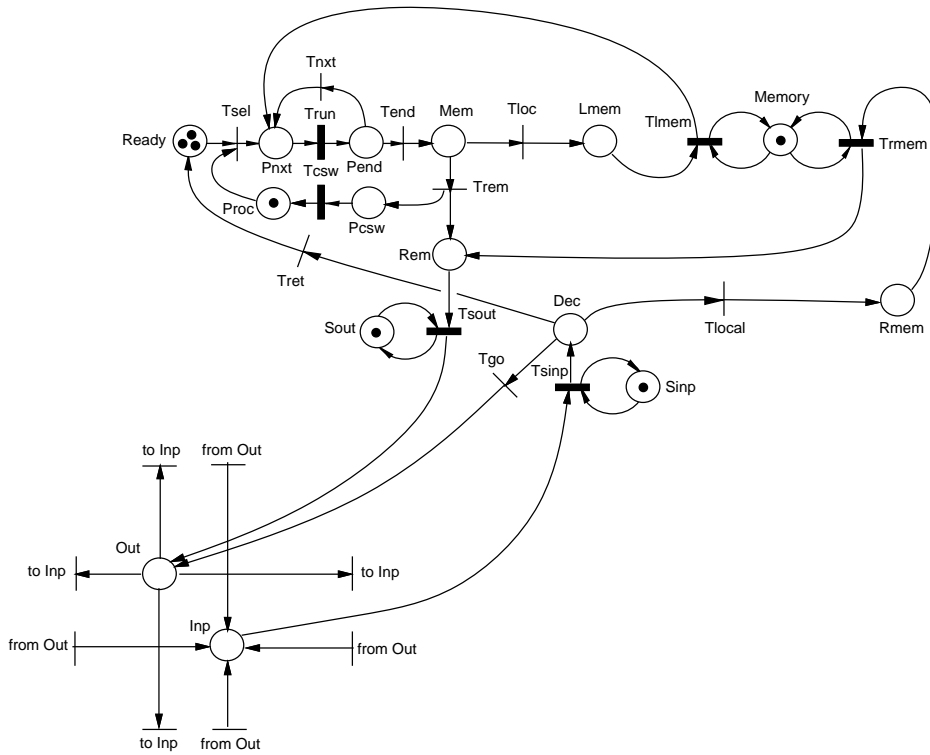 Tnxt
Tsel
Trun
Tend
Mem
Tloc
Lmem
Tlmem
Memory
Trmem
Ready
Pnxt
Pend
Tcsw
Trem
Proc
Pcsw
Rem
Tret
Dec
Tsout
Sout
Tlocal
Rmem
Tgo
Tsinp
Sinp
to Inp
from Out
Out
to Inp
to Inp
Inp
from Out
from Out
to Inp
from Out